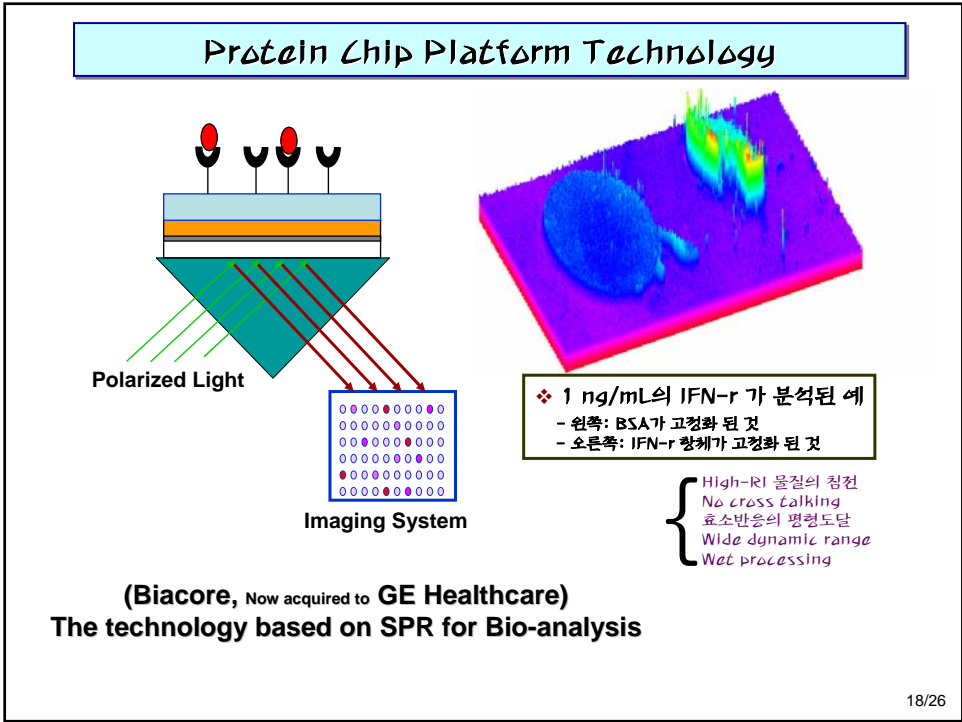 Protein Chip Platform Technology
Polarized Light
Imaging System
❖ 1 ng/mL의 IFN-r 가 분석된 예
- 왼쪽: BSA가 고정화 된 것
- 오른쪽: IFN-r 항체가 고정화 된 것
High-RI 물질의 침전
No cross talking
효소반응의 평형도달
Wide dynamic range
Wet processing
(Biacore, Now acquired to GE Healthcare)
The technology based on SPR for Bio-analysis
18/26